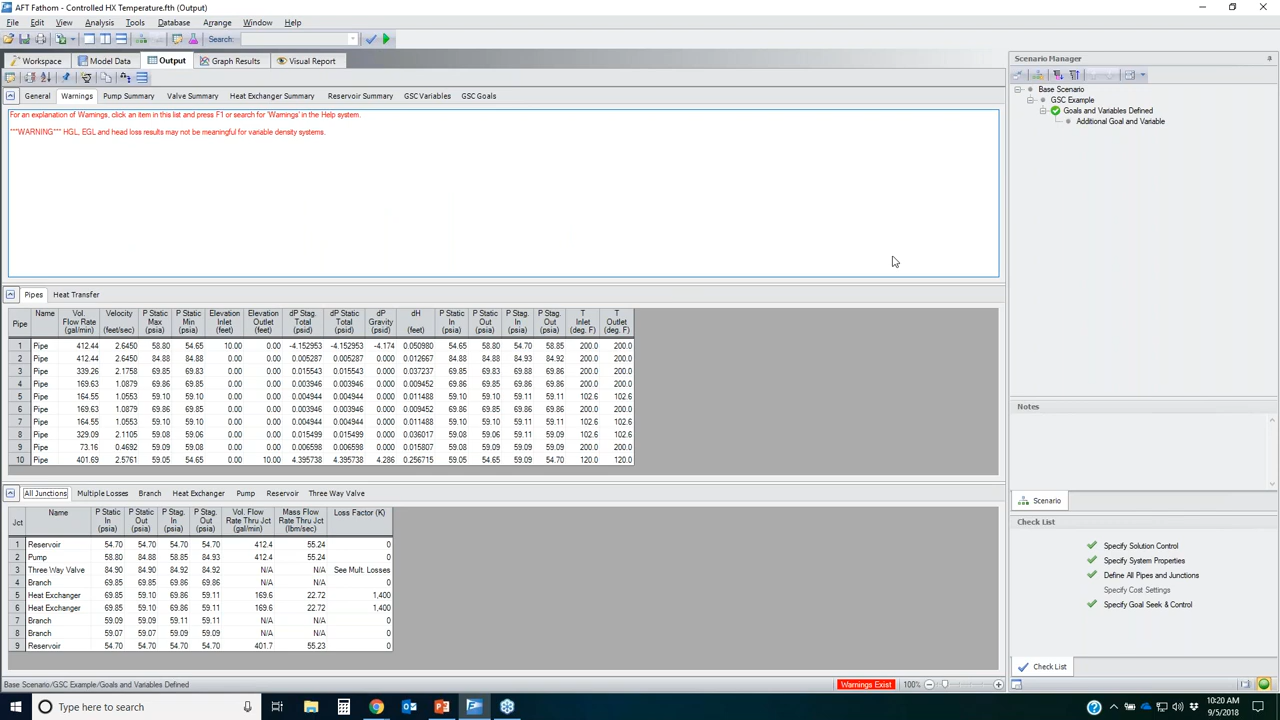 AFT Fathom - Controlled HX Temperature.fth (Output)
File Edit View Analysis Tools Database Arrange Window Help
Search:
Workspace Model Data Output Graph Results Visual Report
General Warnings Pump Summary Valve Summary Heat Exchanger Summary Reservoir Summary GSC Variables GSC Goals
For an explanation of Warnings, click an item in this list and press F1 or search for 'Warnings' in the Help system.
***WARNING*** HGL, EGL and head loss results may not be meaningful for variable density systems.
Pipes Heat Transfer
Pipe Name Vol. Flow Rate (gal/min) Velocity (feet/sec) P Static Max (psia) P Static Min (psia) Elevation Inlet (feet) Elevation Outlet (feet) dP Stag. Total (psid) dP Static Total (psid) dP Gravity (psid) dH (feet) P Static In (psia) P Static Out (psia) P Stag. In (psia) P Stag. Out (psia) T Inlet (deg. F) T Outlet (deg. F)
1 Pipe 412.44 2.6450 58.80 54.65 10.00 0.00 -4.152953 -4.152953 -4.174 0.050980 54.65 58.80 54.70 58.85 200.0 200.0
2 Pipe 412.44 2.6450 84.88 84.88 0.00 0.00 0.005287 0.005287 0.000 0.012667 84.88 84.88 84.93 84.92 200.0 200.0
3 Pipe 339.26 2.1758 69.85 69.83 0.00 0.00 0.015543 0.015543 0.000 0.037237 69.85 69.83 69.88 69.86 200.0 200.0
4 Pipe 169.63 1.0879 69.86 69.85 0.00 0.00 0.003946 0.003946 0.000 0.009452 69.86 69.85 69.86 69.86 200.0 200.0
5 Pipe 164.55 1.0553 59.10 59.10 0.00 0.00 0.004944 0.004944 0.000 0.011488 59.10 59.10 59.11 59.11 102.6 102.6
6 Pipe 169.63 1.0879 69.86 69.85 0.00 0.00 0.003946 0.003946 0.000 0.009452 69.86 69.85 69.86 69.86 200.0 200.0
7 Pipe 164.55 1.0553 59.10 59.10 0.00 0.00 0.004944 0.004944 0.000 0.011488 59.10 59.10 59.11 59.11 102.6 102.6
8 Pipe 329.09 2.1105 59.08 59.06 0.00 0.00 0.015499 0.015499 0.000 0.036017 59.08 59.06 59.11 59.09 102.6 102.6
9 Pipe 73.16 0.4692 59.09 59.08 0.00 0.00 0.006598 0.006598 0.000 0.015807 59.09 59.08 59.09 59.09 200.0 200.0
10 Pipe 401.69 2.5761 59.05 54.65 0.00 10.00 4.395738 4.395738 4.286 0.256715 59.05 54.65 59.09 54.70 120.0 120.0
All Junctions Multiple Losses Branch Heat Exchanger Pump Reservoir Three Way Valve
Jct Name P Static In (psia) P Static Out (psia) P Stag. In (psia) P Stag. Out (psia) Vol. Flow Rate Thru Jct (gal/min) Mass Flow Rate Thru Jct (lbm/sec) Loss Factor (K)
1 Reservoir 54.70 54.70 54.70 54.70 412.4 55.24 0
2 Pump 58.80 84.88 58.85 84.93 412.4 55.24 0
3 Three Way Valve 84.90 84.90 84.92 84.92 N/A N/A See Mult. Losses
4 Branch 69.85 69.85 69.86 69.86 N/A N/A 0
5 Heat Exchanger 69.85 59.10 69.86 59.11 169.6 22.72 1,400
6 Heat Exchanger 69.85 59.10 69.86 59.11 169.6 22.72 1,400
7 Branch 59.09 59.09 59.11 59.11 N/A N/A 0
8 Branch 59.07 59.07 59.09 59.09 N/A N/A 0
9 Reservoir 54.70 54.70 54.70 54.70 401.7 55.23 0
Scenario Manager
Base Scenario
GSC Example
Goals and Variables Defined
Additional Goal and Variable
Notes
Scenario
Check List
Specify Solution Control
Specify System Properties
Define All Pipes and Junctions
Specify Cost Settings
Specify Goal Seek & Control
Check List
Base Scenario/GSC Example/Goals and Variables Defined Warnings Exist 100%
Type here to search
10:20 AM
9/5/2018